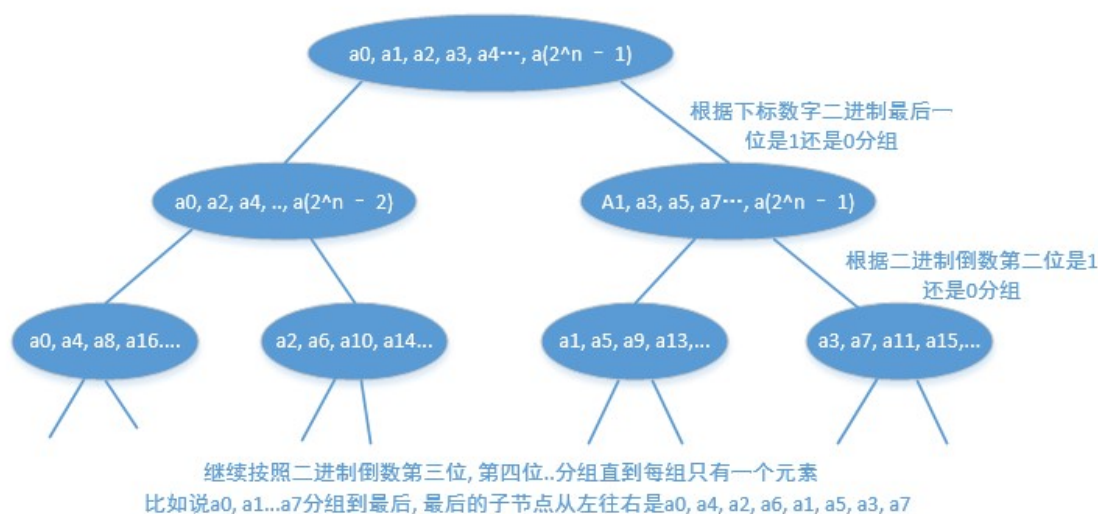 a0, a1, a2, a3, a4…, a(2^n － 1)
根据下标数字二进制最后一
位是1还是0分组
a0, a2, a4, .., a(2^n － 2)
A1, a3, a5, a7…, a(2^n － 1)
根据二进制倒数第二位是1
还是0分组
a0, a4, a8, a16....
a2, a6, a10, a14...
a1, a5, a9, a13,...
a3, a7, a11, a15,...
继续按照二进制倒数第三位, 第四位..分组直到每组只有一个元素
比如说a0, a1...a7分组到最后, 最后的子节点从左往右是a0, a4, a2, a6, a1, a5, a3, a7